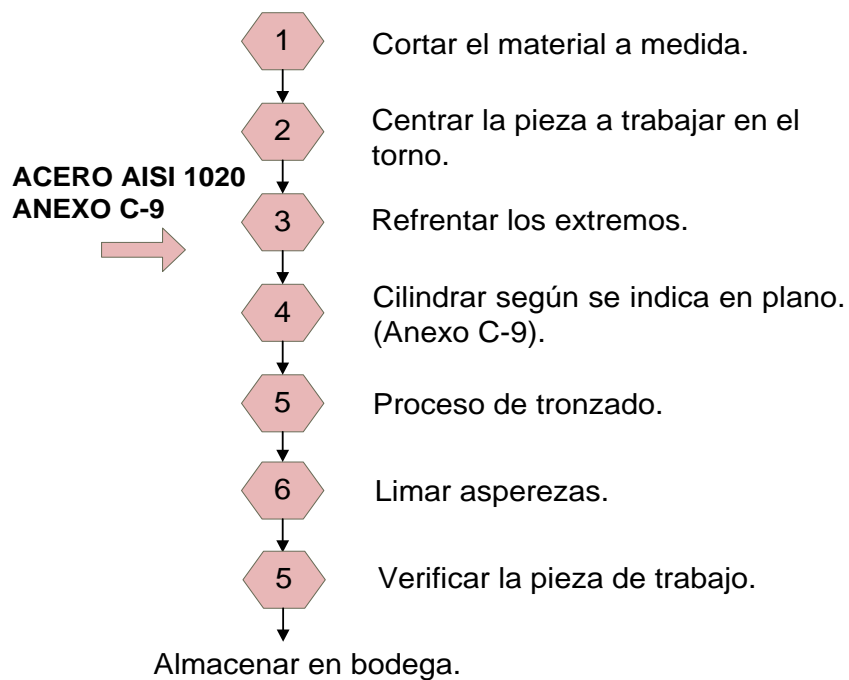 1
Cortar el material a medida.
2
Centrar la pieza a trabajar en el
torno.
ACERO AISI 1020
ANEXO C-9
3
Refrentar los extremos.
4
Cilindrar según se indica en plano.
(Anexo C-9).
5
Proceso de tronzado.
6
Limar asperezas.
5
Verificar la pieza de trabajo.
Almacenar en bodega.